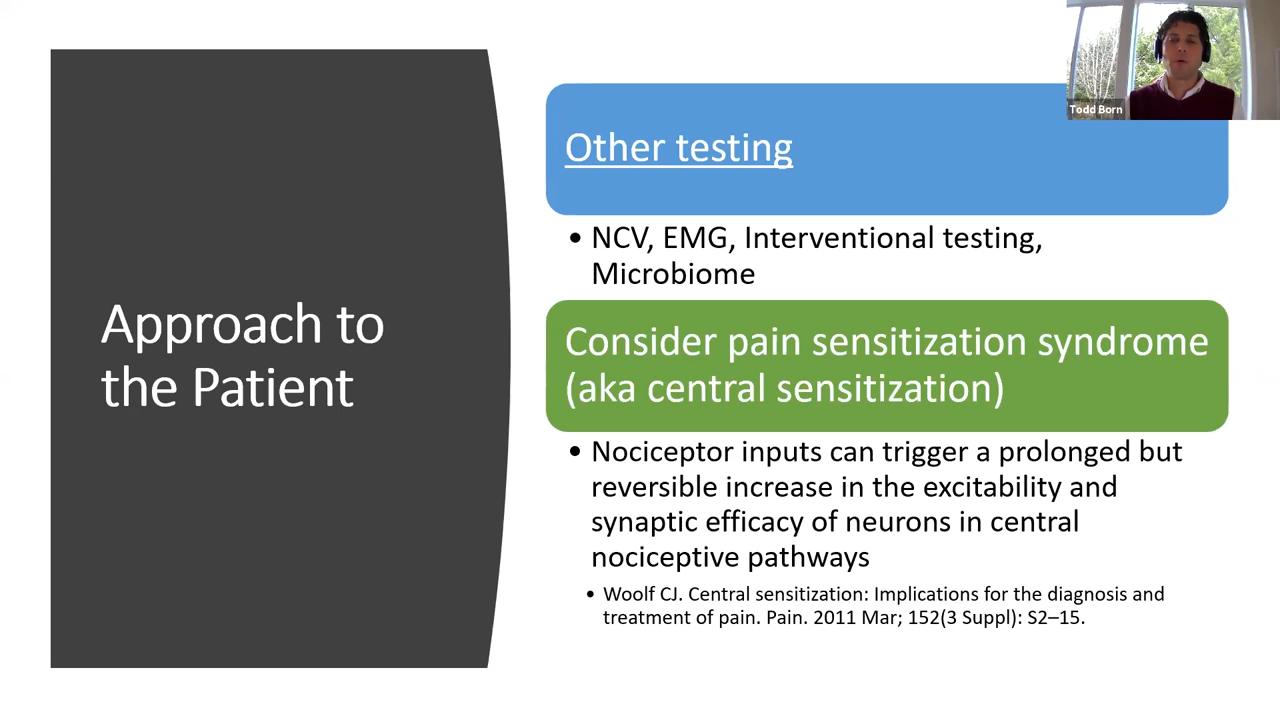 Approach to
the Patient
Other testing
• NCV, EMG, Interventional testing,
Microbiome
Consider pain sensitization syndrome
(aka central sensitization)
• Nociceptor inputs can trigger a prolonged but
reversible increase in the excitability and
synaptic efficacy of neurons in central
nociceptive pathways
• Woolf CJ. Central sensitization: Implications for the diagnosis and
treatment of pain. Pain. 2011 Mar; 152(3 Suppl): S2–15.
Todd Born